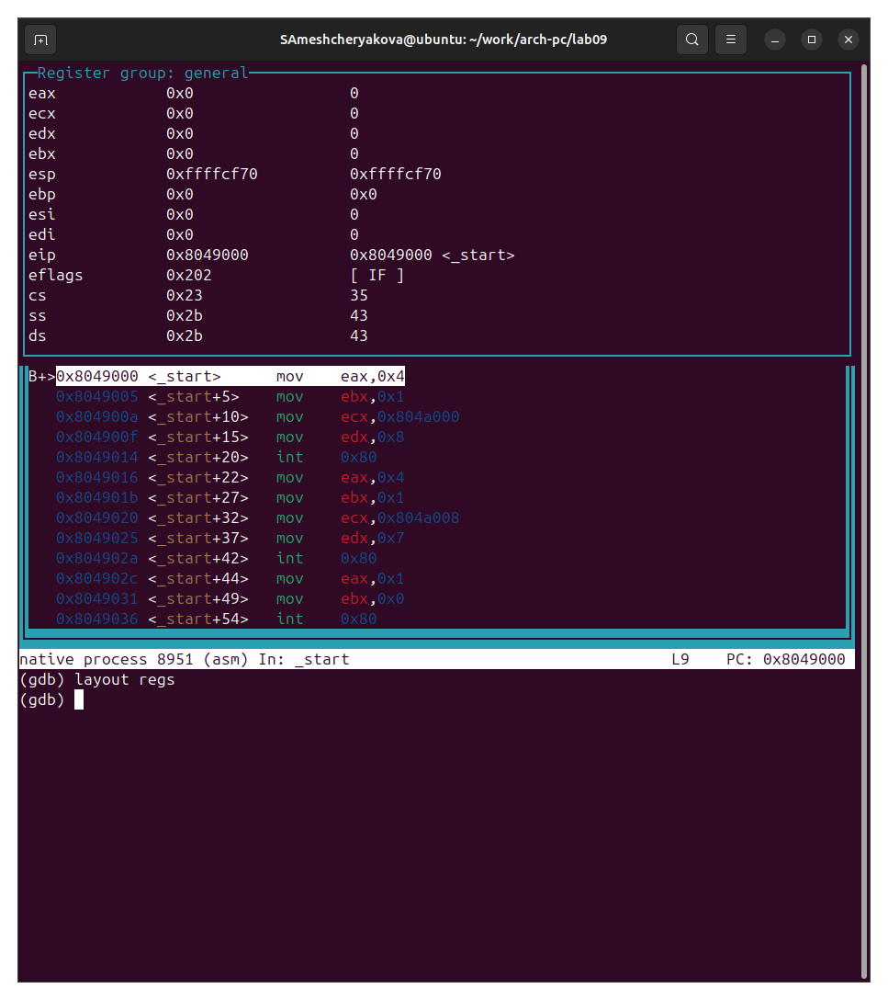 SAmeshcheryakova@ubuntu: ~/work/arch-pc/lab09
Register group: general
eax 0x0 0
ecx 0x0 0
edx 0x0 0
ebx 0x0 0
esp 0xffffcf70 0xffffcf70
ebp 0x0 0x0
esi 0x0 0
edi 0x0 0
eip 0x8049000 0x8049000 <_start>
eflags 0x202 [ IF ]
cs 0x23 35
ss 0x2b 43
ds 0x2b 43
B+>0x8049000 <_start> mov eax,0x4
0x8049005 <_start+5> mov ebx,0x1
0x804900a <_start+10> mov ecx,0x804a000
0x804900f <_start+15> mov edx,0x8
0x8049014 <_start+20> int 0x80
0x8049016 <_start+22> mov eax,0x4
0x804901b <_start+27> mov ebx,0x1
0x8049020 <_start+32> mov ecx,0x804a008
0x8049025 <_start+37> mov edx,0x7
0x804902a <_start+42> int 0x80
0x804902c <_start+44> mov eax,0x1
0x8049031 <_start+49> mov ebx,0x0
0x8049036 <_start+54> int 0x80
native process 8951 (asm) In: _start L9 PC: 0x8049000
(gdb) layout regs
(gdb)